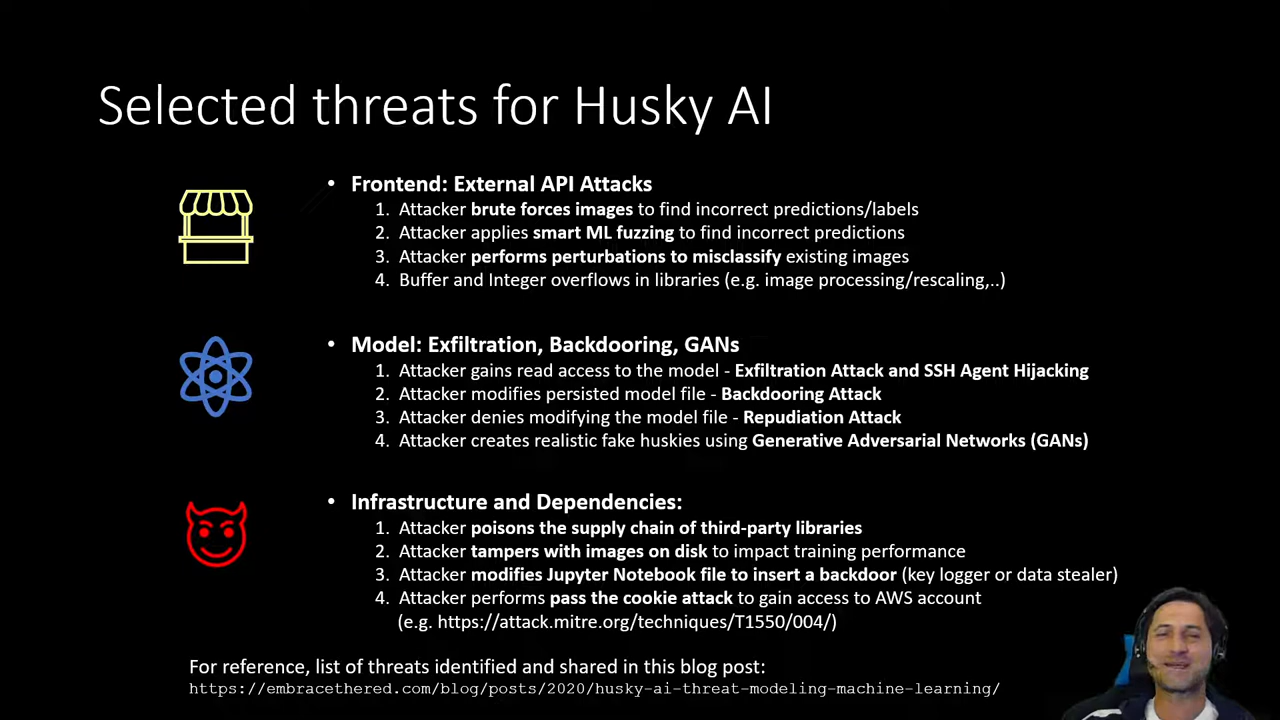 Selected threats for Husky AI
• Frontend: External API Attacks
1. Attacker brute forces images to find incorrect predictions/labels
2. Attacker applies smart ML fuzzing to find incorrect predictions
3. Attacker performs perturbations to misclassify existing images
4. Buffer and Integer overflows in libraries (e.g. image processing/rescaling,..)
• Model: Exfiltration, Backdooring, GANs
1. Attacker gains read access to the model - Exfiltration Attack and SSH Agent Hijacking
2. Attacker modifies persisted model file - Backdooring Attack
3. Attacker denies modifying the model file - Repudiation Attack
4. Attacker creates realistic fake huskies using Generative Adversarial Networks (GANs)
• Infrastructure and Dependencies:
1. Attacker poisons the supply chain of third-party libraries
2. Attacker tampers with images on disk to impact training performance
3. Attacker modifies Jupyter Notebook file to insert a backdoor (key logger or data stealer)
4. Attacker performs pass the cookie attack to gain access to AWS account
(e.g. https://attack.mitre.org/techniques/T1550/004/)
For reference, list of threats identified and shared in this blog post:
https://embracethered.com/blog/posts/2020/husky-ai-threat-modeling-machine-learning/